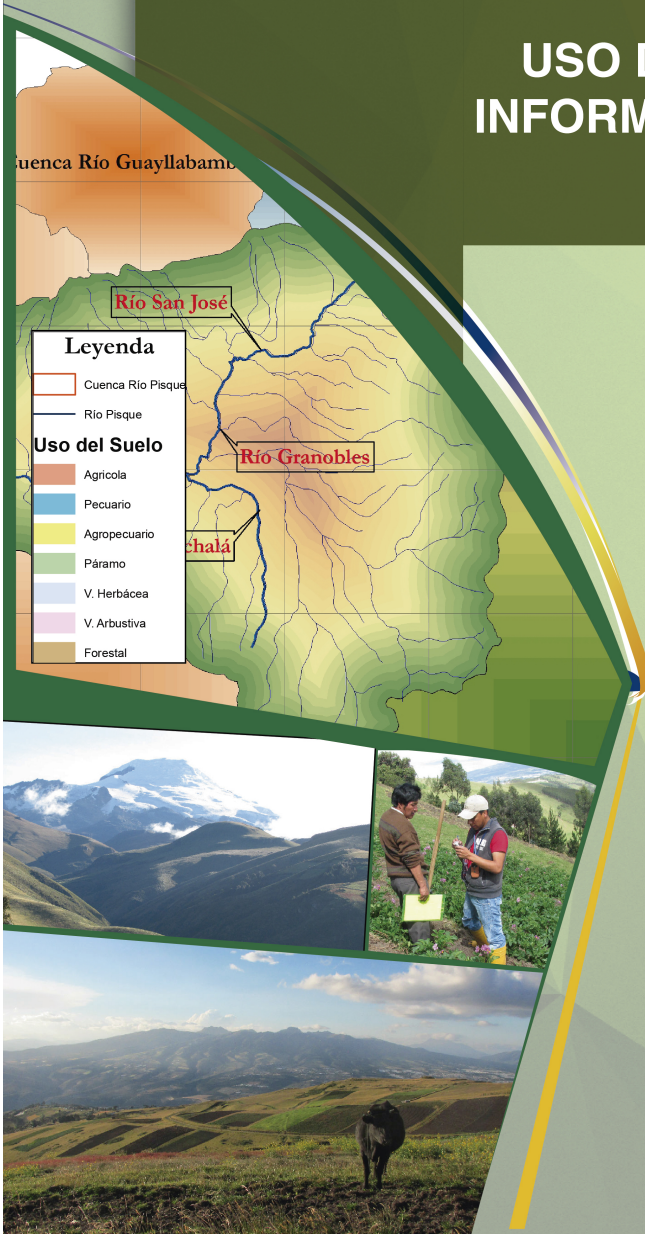 USO
INFORM
uenca Río Guayllabamb
Río San José
Leyenda
Cuenca Río Pisque
Río Pisque
Uso del Suelo
Agricola
Pecuario
Agropecuario
Páramo
V. Herbácea
V. Arbustiva
Forestal
Río Granobles
chalá